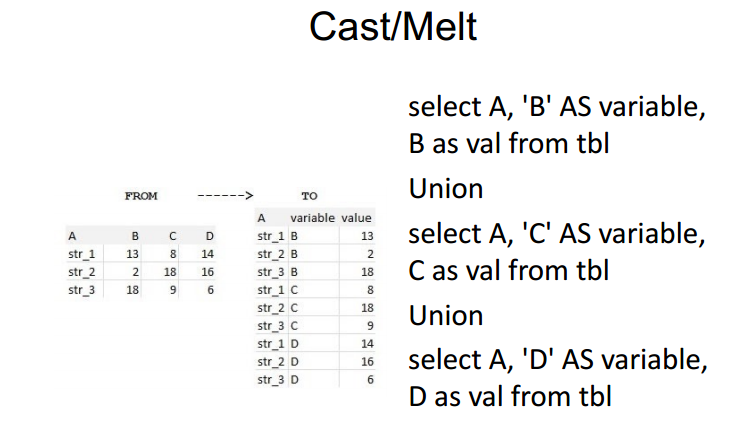 Cast/Melt
FROM ------> TO
A B C D
str_1 13 8 14
str_2 2 18 16
str_3 18 9 6
A variable value
str_1 B 13
str_2 B 2
str_3 B 18
str_1 C 8
str_2 C 18
str_3 C 9
str_1 D 14
str_2 D 16
str_3 D 6
select A, 'B' AS variable,
B as val from tbl
Union
select A, 'C' AS variable,
C as val from tbl
Union
select A, 'D' AS variable,
D as val from tbl